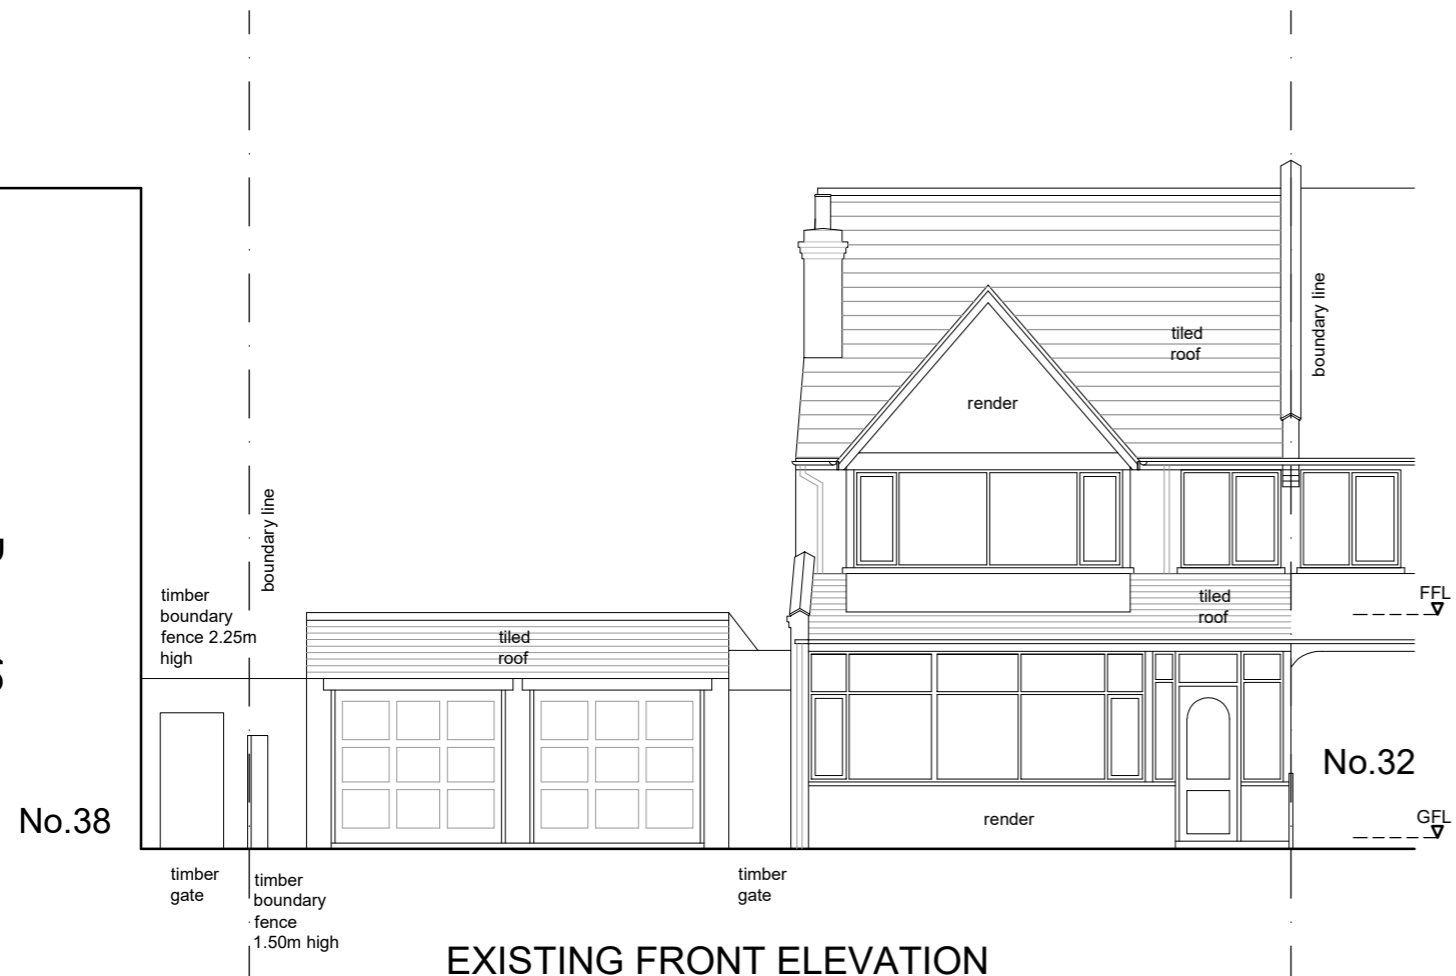 tiled
roof
boundary line
render
boundary line
timber
boundary
fence 2.25m
high
tiled
roof
FFL
tiled
roof
No.32
No.38
render
GFL
timber
gate
timber
boundary
fence
1.50m high
timber
gate
EXISTING FRONT ELEVATION